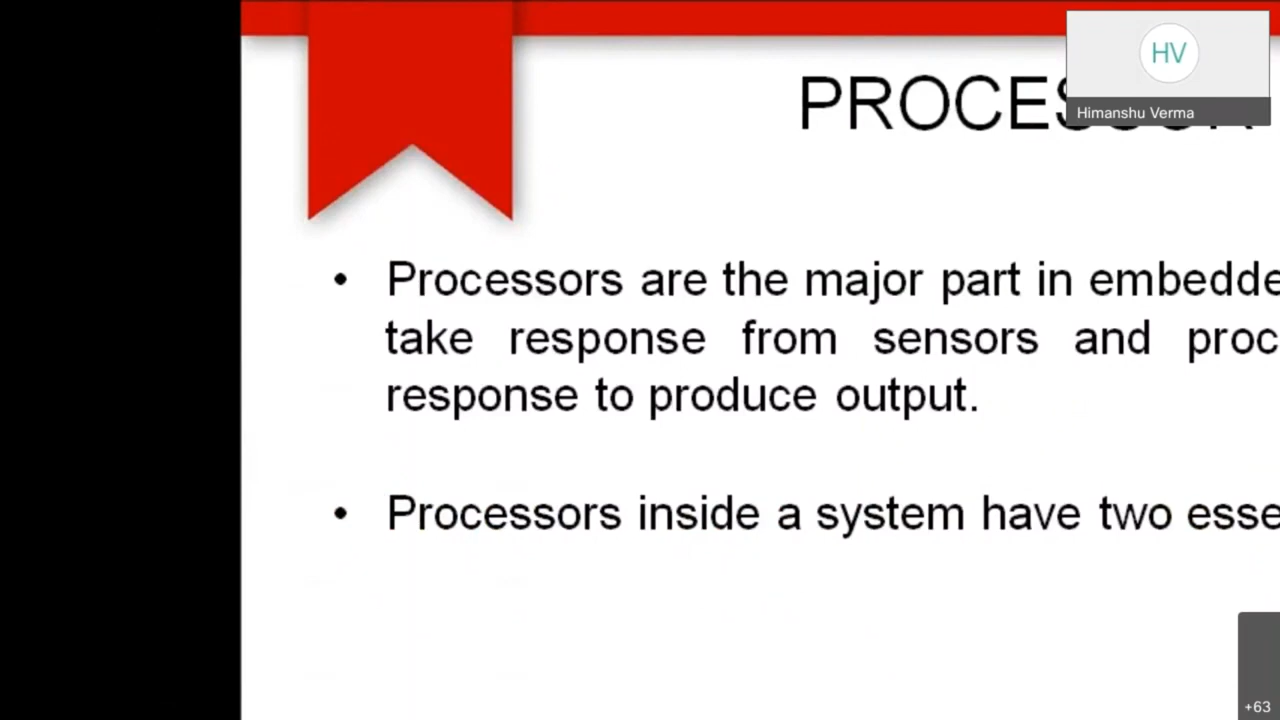 HV
Himanshu Verma
PROCESSOR
• Processors are the major part in embedde
take response from sensors and proc
response to produce output.
• Processors inside a system have two esse
+63